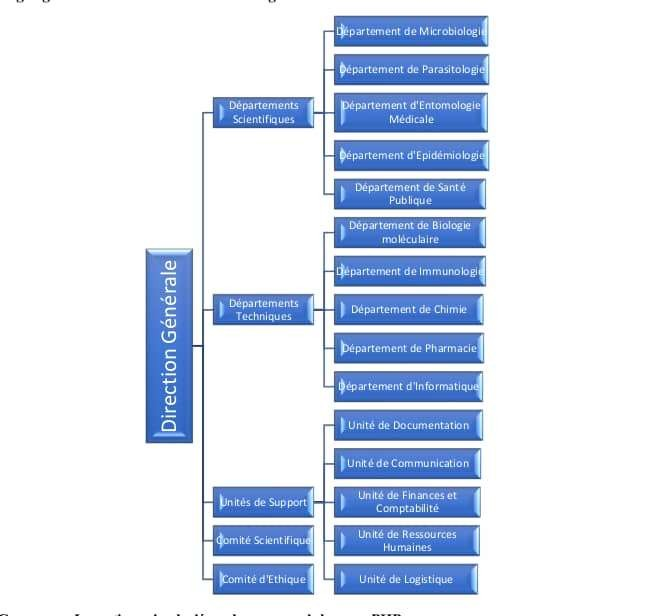 Direction Générale
Départements
Scientifiques
Département de Microbiologie
Département de Parasitologie
Département d'Entomologie
Médicale
Département d'Epidémiologie
Département de Santé
Publique
Départements
Techniques
Département de Biologie
moléculaire
Département de Immunologie
Département de Chimie
Département de Pharmacie
Département d'Informatique
Unités de Support
Unité de Documentation
Unité de Communication
Unité de Finances et
Comptabilité
Unité de Ressources
Humaines
Unité de Logistique
Comité Scientifique
Comité d'Ethique